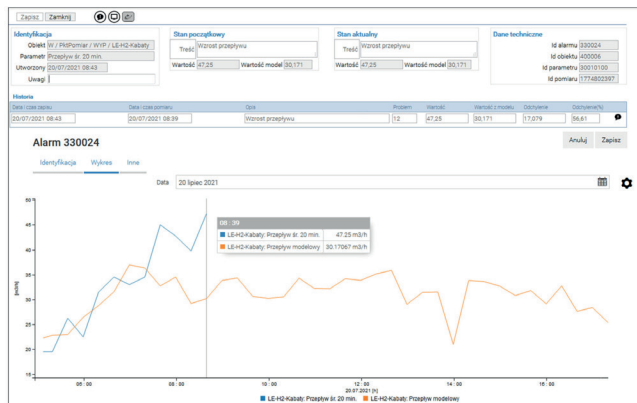 Zapisz Zamknij
Identyfikacja
Obiekt W / PktPomiar / WYP / LE-H2-Kabaty
Parametr Przepływ śr. 20 min.
Utworzony 20/07/2021 08:43
Uwagi
Stan początkowy
Treść Wzrost przepływu
Wartość 47,25 Wartość model 30,171
Stan aktualny
Treść Wzrost przepływu
Wartość 47,25 Wartość model 30,171
Dane techniczne
Id alarmu 330024
Id obiektu 400006
Id parametru 30010100
Id pomiaru 1774802397
Historia
Data i czas zapisu Data i czas pomiaru Opis Problem Wartość Wartość z modelu Odchylenie Odchylenie(%)
20/07/2021 08:43 20/07/2021 08:39 Wzrost przepływu 12 47,25 30,171 17,079 56,61
Alarm 330024 Anuluj Zapisz
Identyfikacja Wykres Inne
Data 20 lipiec 2021
08 : 39
LE-H2-Kabaty: Przepływ śr. 20 min. 47.25 m3/h
LE-H2-Kabaty: Przepływ modelowy 30.17067 m3/h
50
45
40
35
30
25
20
15
[m3/h]
06 : 00 08 : 00 10 : 00 12 : 00 14 : 00 16 : 00
20.07.2021 [h]
LE-H2-Kabaty: Przepływ śr. 20 min. LE-H2-Kabaty: Przepływ modelowy